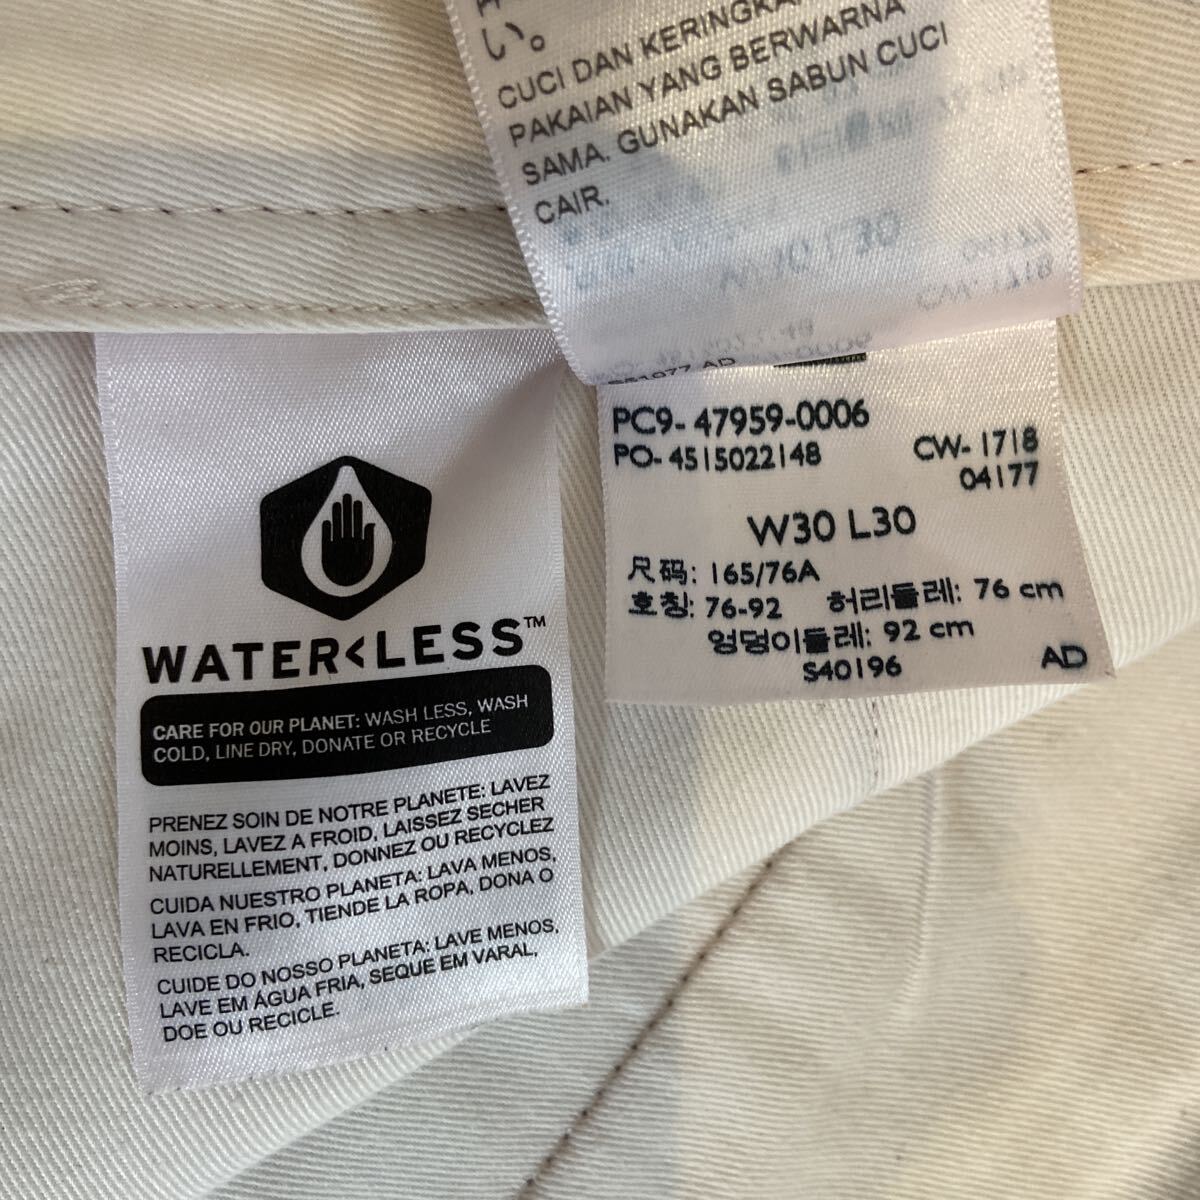 い。
CUCI DAN KERINGKA
PAKAIAN YANG BERWARNA
SAMA. GUNAKAN SABUN CUCI
CAIR.
PC9- 47959-0006
PO- 4515022148
CW- 1718
04177
W30 L30
尺码: 165/76A
호칭: 76-92 허리둘레: 76 cm
엉덩이둘레: 92 cm
S40196
AD
WATER<LESS™
CARE FOR OUR PLANET: WASH LESS, WASH
COLD, LINE DRY, DONATE OR RECYCLE
PRENEZ SOIN DE NOTRE PLANETE: LAVEZ
MOINS, LAVEZ A FROID, LAISSEZ SECHER
NATURELLEMENT, DONNEZ OU RECYCLEZ
CUIDA NUESTRO PLANETA: LAVA MENOS,
LAVA EN FRIO, TIENDE LA ROPA, DONA O
RECICLA.
CUIDE DO NOSSO PLANETA: LAVE MENOS,
LAVE EM ÁGUA FRIA, SEQUE EM VARAL,
DOE OU RECICLE.